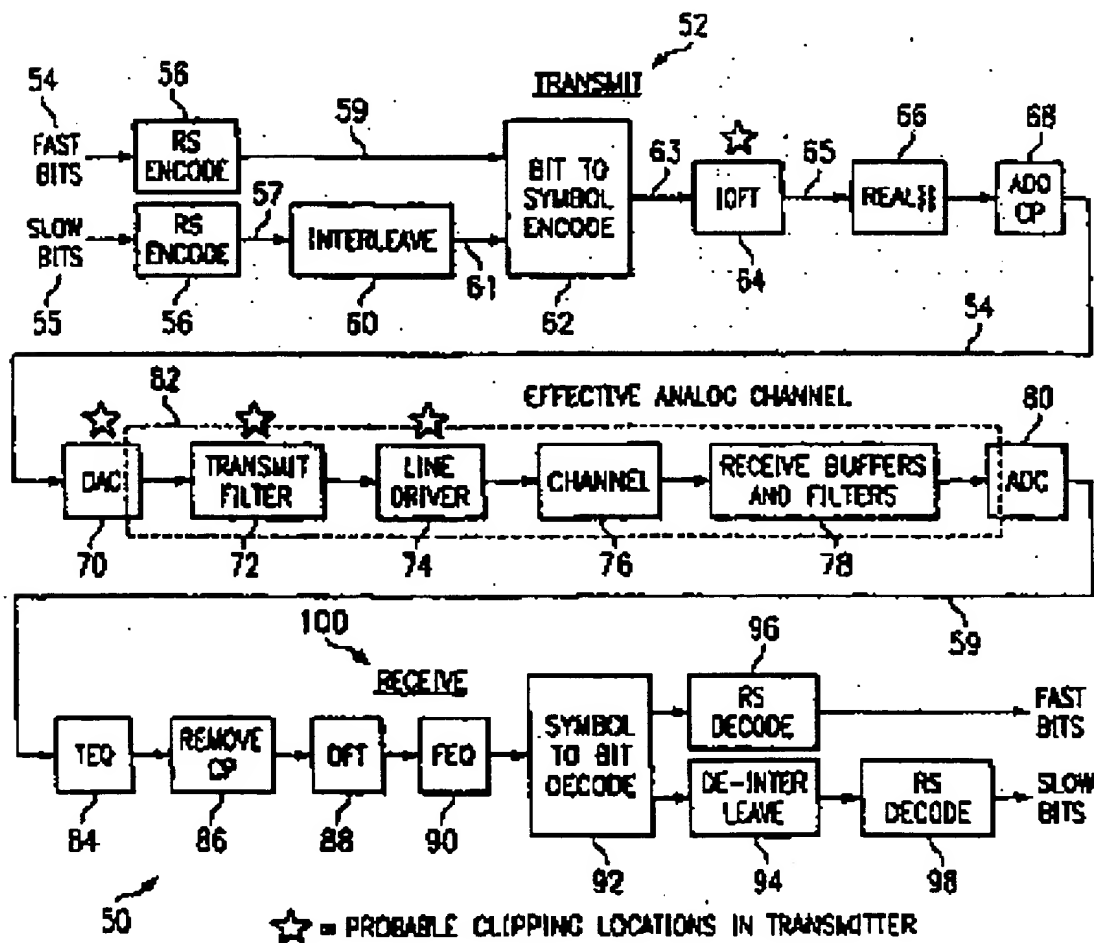 52
TRANSMIT
54
56
59
66
68
FAST BITS
RS ENCODE
BIT TO SYMBOL ENCODE
63
IDFT
65
REAL
ADD CP
SLOW BITS
RS ENCODE
57
INTERLEAVE
61
64
55
56
60
62
54
82
EFFECTIVE ANALOG CHANNEL
80
DAC
TRANSMIT FILTER
LINE DRIVER
CHANNEL
RECEIVE BUFFERS AND FILTERS
ADC
70
72
74
76
78
59
100
RECEIVE
96
TEQ
REMOVE CP
DFT
FEQ
SYMBOL TO BIT DECODE
RS DECODE
FAST BITS
DE-INTER LEAVE
RS DECODE
SLOW BITS
84
86
88
90
92
94
98
50
☆ = PROBABLE CLIPPING LOCATIONS IN TRANSMITTER